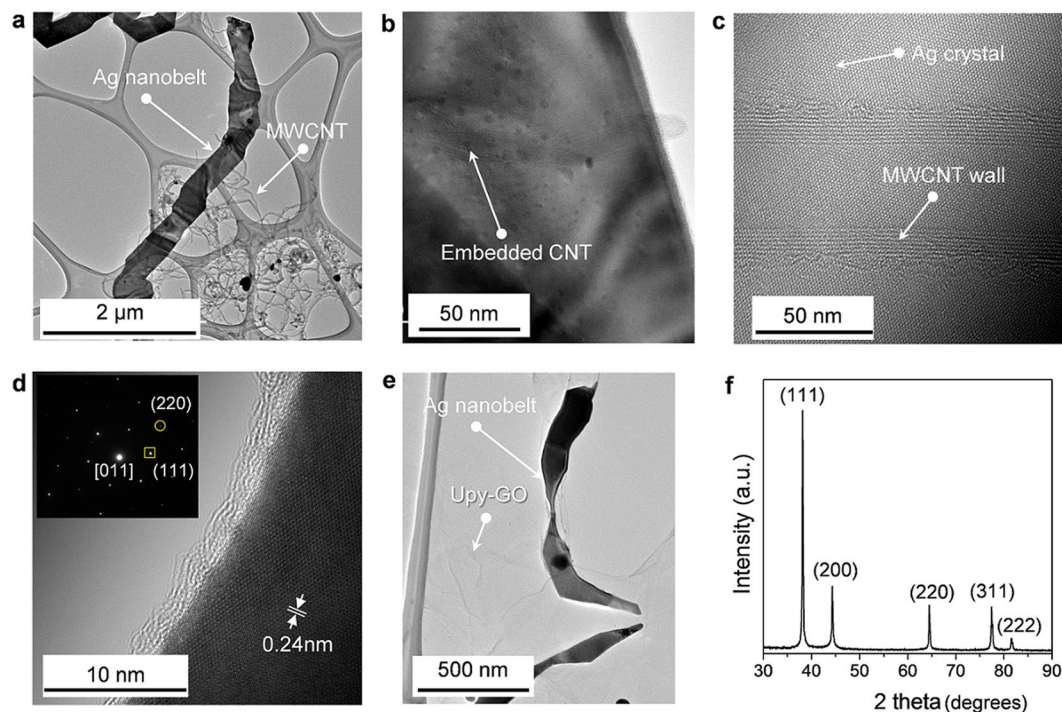 a
Ag nanobelt
MWCNT
2 µm
b
Embedded CNT
50 nm
c
Ag crystal
MWCNT wall
50 nm
d
(220)
[011]
(111)
0.24nm
10 nm
e
Ag nanobelt
Upy-GO
500 nm
f
(111)
(200)
(220)
(311)
(222)
Intensity (a.u.)
30 40 50 60 70 80 90
2 theta (degrees)